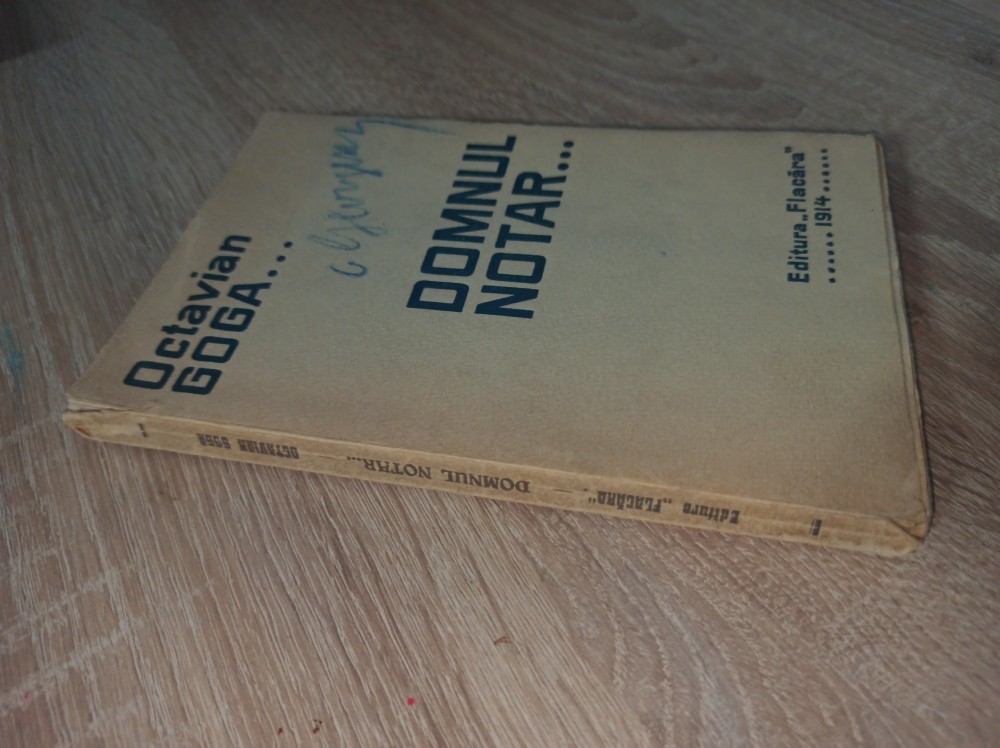 Octavian
GOGA...
DOMNUL
NOTAR...
Editura „Flacăra”
...... 1914 ......
Editura „FLACĂRA” — DOMNUL NOTAR... — OCTAVIAN GOGA